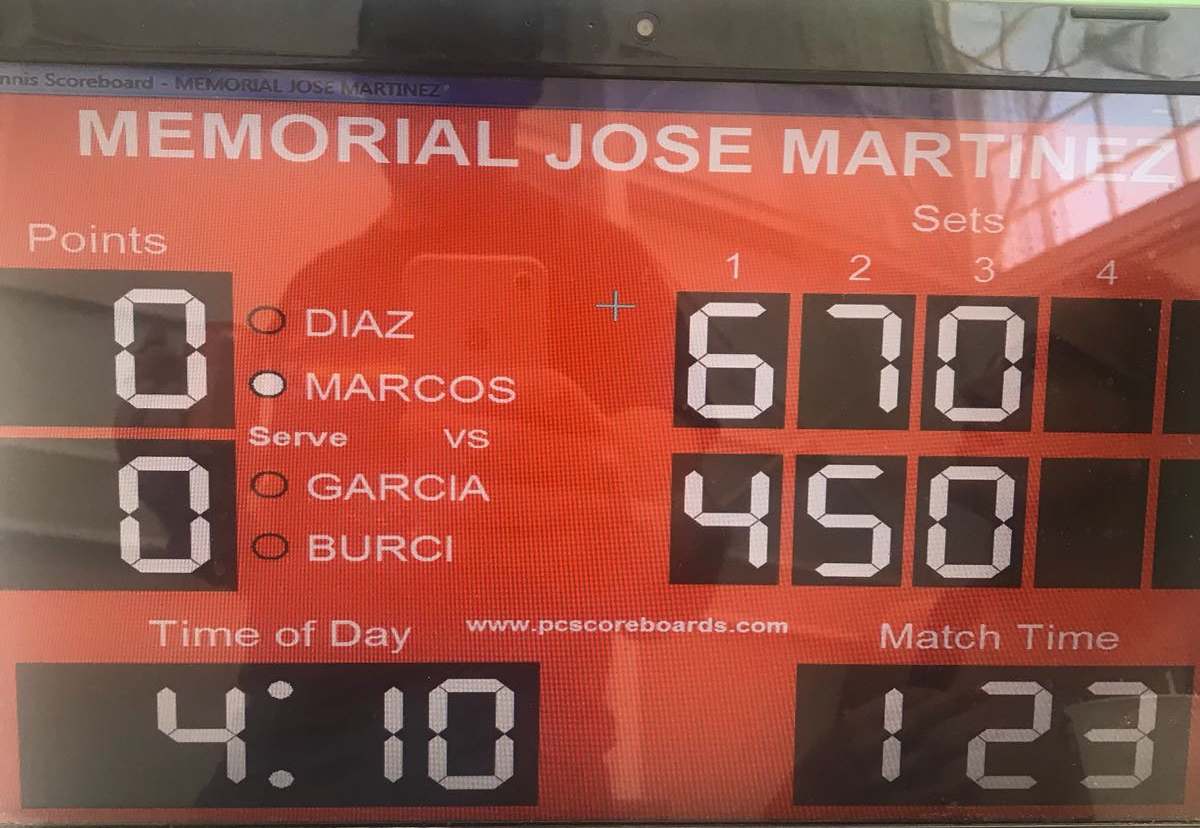 nnis Scoreboard - MEMORIAL JOSE MARTINEZ
MEMORIAL JOSE MARTINEZ
Points
Sets
1 2 3 4
0
DIAZ
MARCOS
6 7 0
Serve VS
0
GARCIA
BURCI
4 5 0
Time of Day
www.pcscoreboards.com
Match Time
4:10
1 23